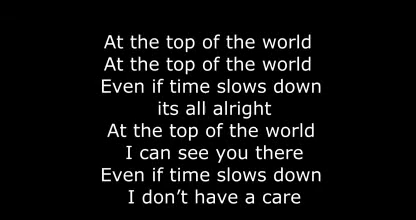 At the top of the world
At the top of the world
Even if time slows down
its all alright
At the top of the world
I can see you there
Even if time slows down
I don’t have a care